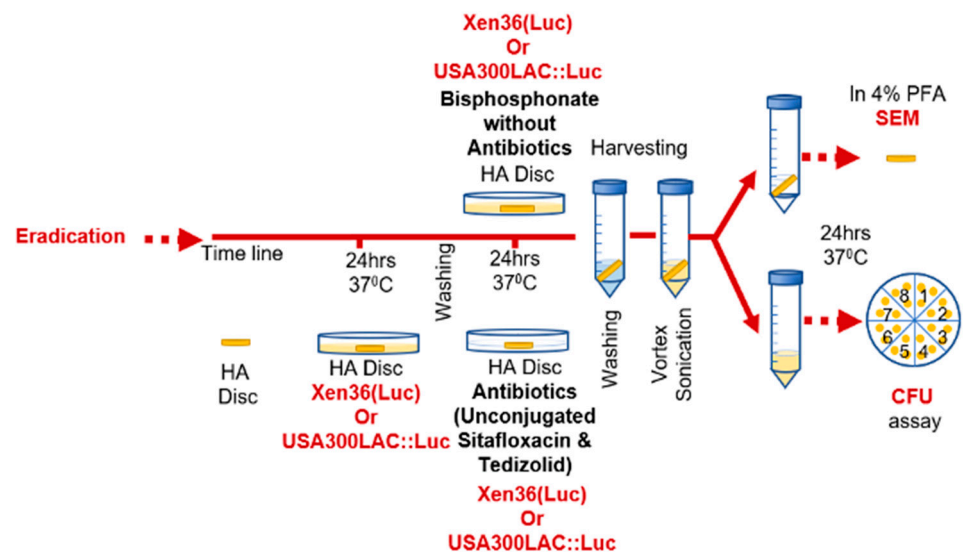 Xen36(Luc)
Or
USA300LAC::Luc
Bisphosphonate
without
Antibiotics
HA Disc
Harvesting
In 4% PFA
SEM
Eradication
Time line
24hrs
37⁰C
Washing
24hrs
37⁰C
HA
Disc
HA Disc
Xen36(Luc)
Or
USA300LAC::Luc
HA Disc
Antibiotics
(Unconjugated
Sitafloxacin &
Tedizolid)
Xen36(Luc)
Or
USA300LAC::Luc
Washing
Vortex
Sonication
24hrs
37⁰C
8 1
7 2
6 3
5 4
CFU
assay